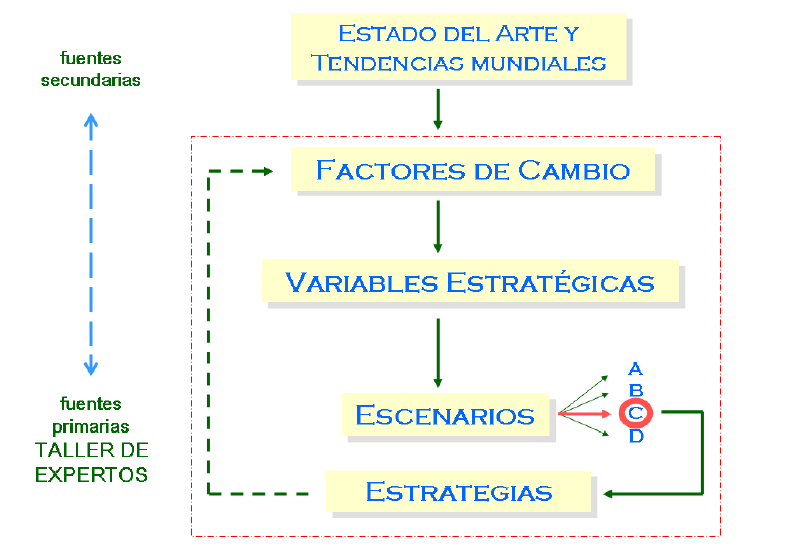 ESTADO DEL ARTE Y
TENDENCIAS MUNDIALES
fuentes
secundarias
FACTORES DE CAMBIO
VARIABLES ESTRATÉGICAS
ESCENARIOS
A
B
C
D
fuentes
primarias
TALLER DE
EXPERTOS
ESTRATEGIAS